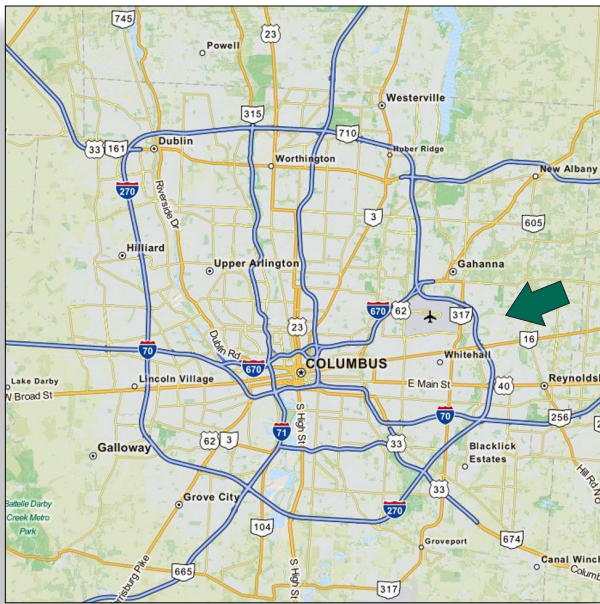 745
Powell
23
Westerville
315
710
33
161
Dublin
Huber Ridge
Worthington
New Albany
270
Riverside Dr
3
605
Hilliard
Upper Arlington
Gahanna
670
62
317
23
16
Dublin Rd
70
670
COLUMBUS
Whitehall
Lake Darby
Lincoln Village
E Main St
40
W Broad St
S High St
70
256
71
62
3
33
Blacklick
Estates
Galloway
Hill Rd N
33
Grove City
Battelle Darby
Creek Metro
Park
270
104
674
Groveport
S High St
665
317